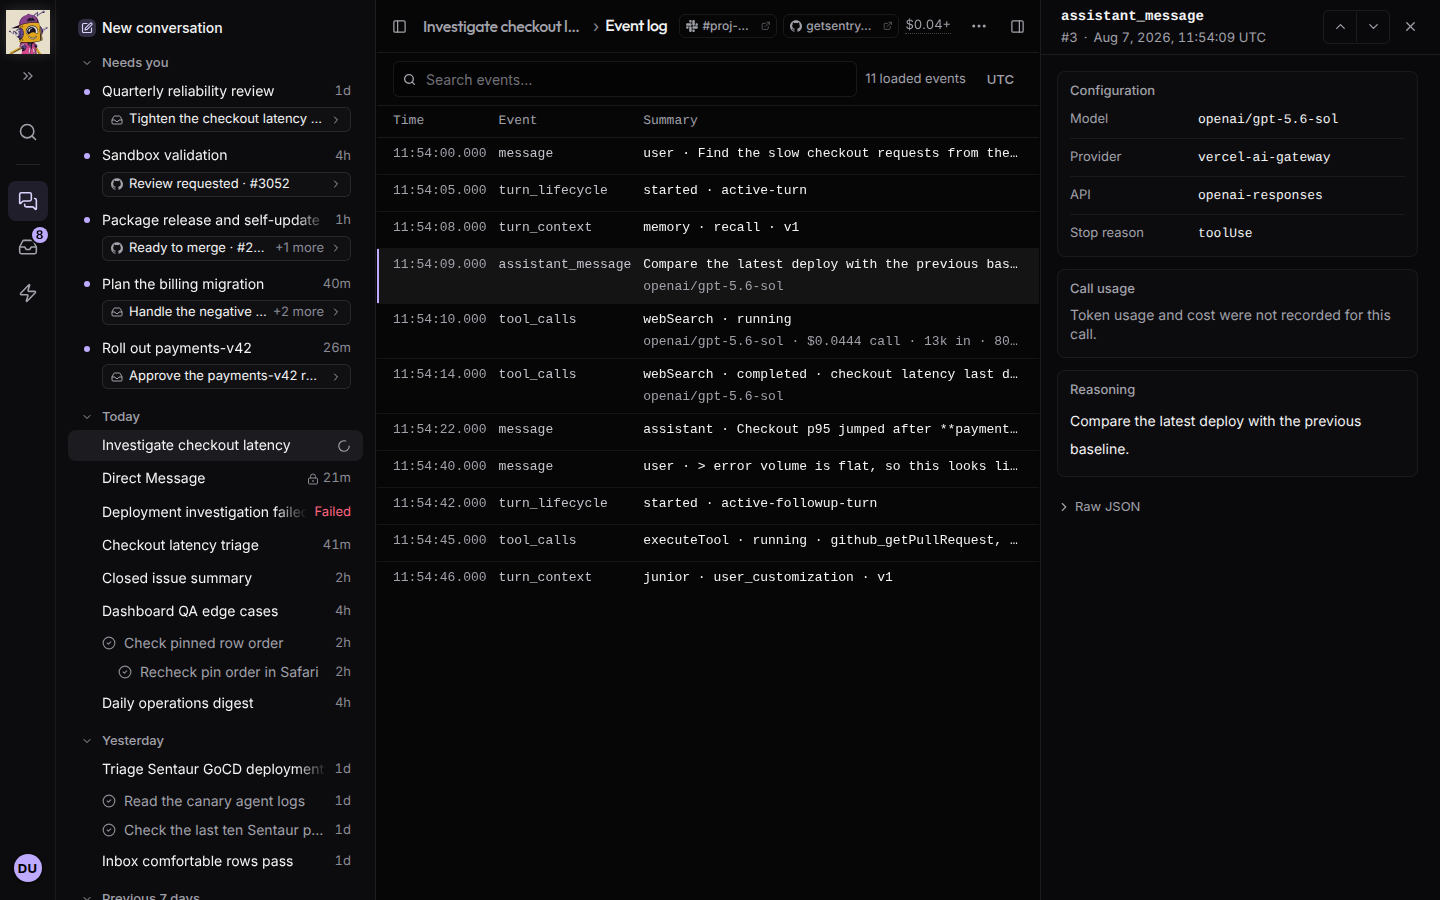 New conversation
Needs you
Quarterly reliability review 1d
Tighten the checkout latency ...
Sandbox validation 4h
Review requested · #3052
Package release and self-update 1h
Ready to merge · #2... +1 more
Plan the billing migration 40m
Handle the negative ... +2 more
Roll out payments-v42 26m
Approve the payments-v42 r...
Today
Investigate checkout latency
Direct Message 21m
Deployment investigation failed Failed
Checkout latency triage 41m
Closed issue summary 2h
Dashboard QA edge cases 4h
Check pinned row order 2h
Recheck pin order in Safari 2h
Daily operations digest 4h
Yesterday
Triage Sentaur GoCD deployment 1d
Read the canary agent logs 1d
Check the last ten Sentaur p... 1d
Inbox comfortable rows pass 1d
Previous 7 days
8
DU
Investigate checkout l... › Event log #proj-... getsentry... $0.04+
Search events... 11 loaded events UTC
Time Event Summary
11:54:00.000 message user · Find the slow checkout requests from the…
11:54:05.000 turn_lifecycle started · active-turn
11:54:08.000 turn_context memory · recall · v1
11:54:09.000 assistant_message Compare the latest deploy with the previous bas…
openai/gpt-5.6-sol
11:54:10.000 tool_calls webSearch · running
openai/gpt-5.6-sol · $0.0444 call · 13k in · 80…
11:54:14.000 tool_calls webSearch · completed · checkout latency last d…
openai/gpt-5.6-sol
11:54:22.000 message assistant · Checkout p95 jumped after **payment…
11:54:40.000 message user · > error volume is flat, so this looks li…
11:54:42.000 turn_lifecycle started · active-followup-turn
11:54:45.000 tool_calls executeTool · running · github_getPullRequest, …
11:54:46.000 turn_context junior · user_customization · v1
assistant_message
#3 · Aug 7, 2026, 11:54:09 UTC
Configuration
Model openai/gpt-5.6-sol
Provider vercel-ai-gateway
API openai-responses
Stop reason toolUse
Call usage
Token usage and cost were not recorded for this
call.
Reasoning
Compare the latest deploy with the previous
baseline.
Raw JSON